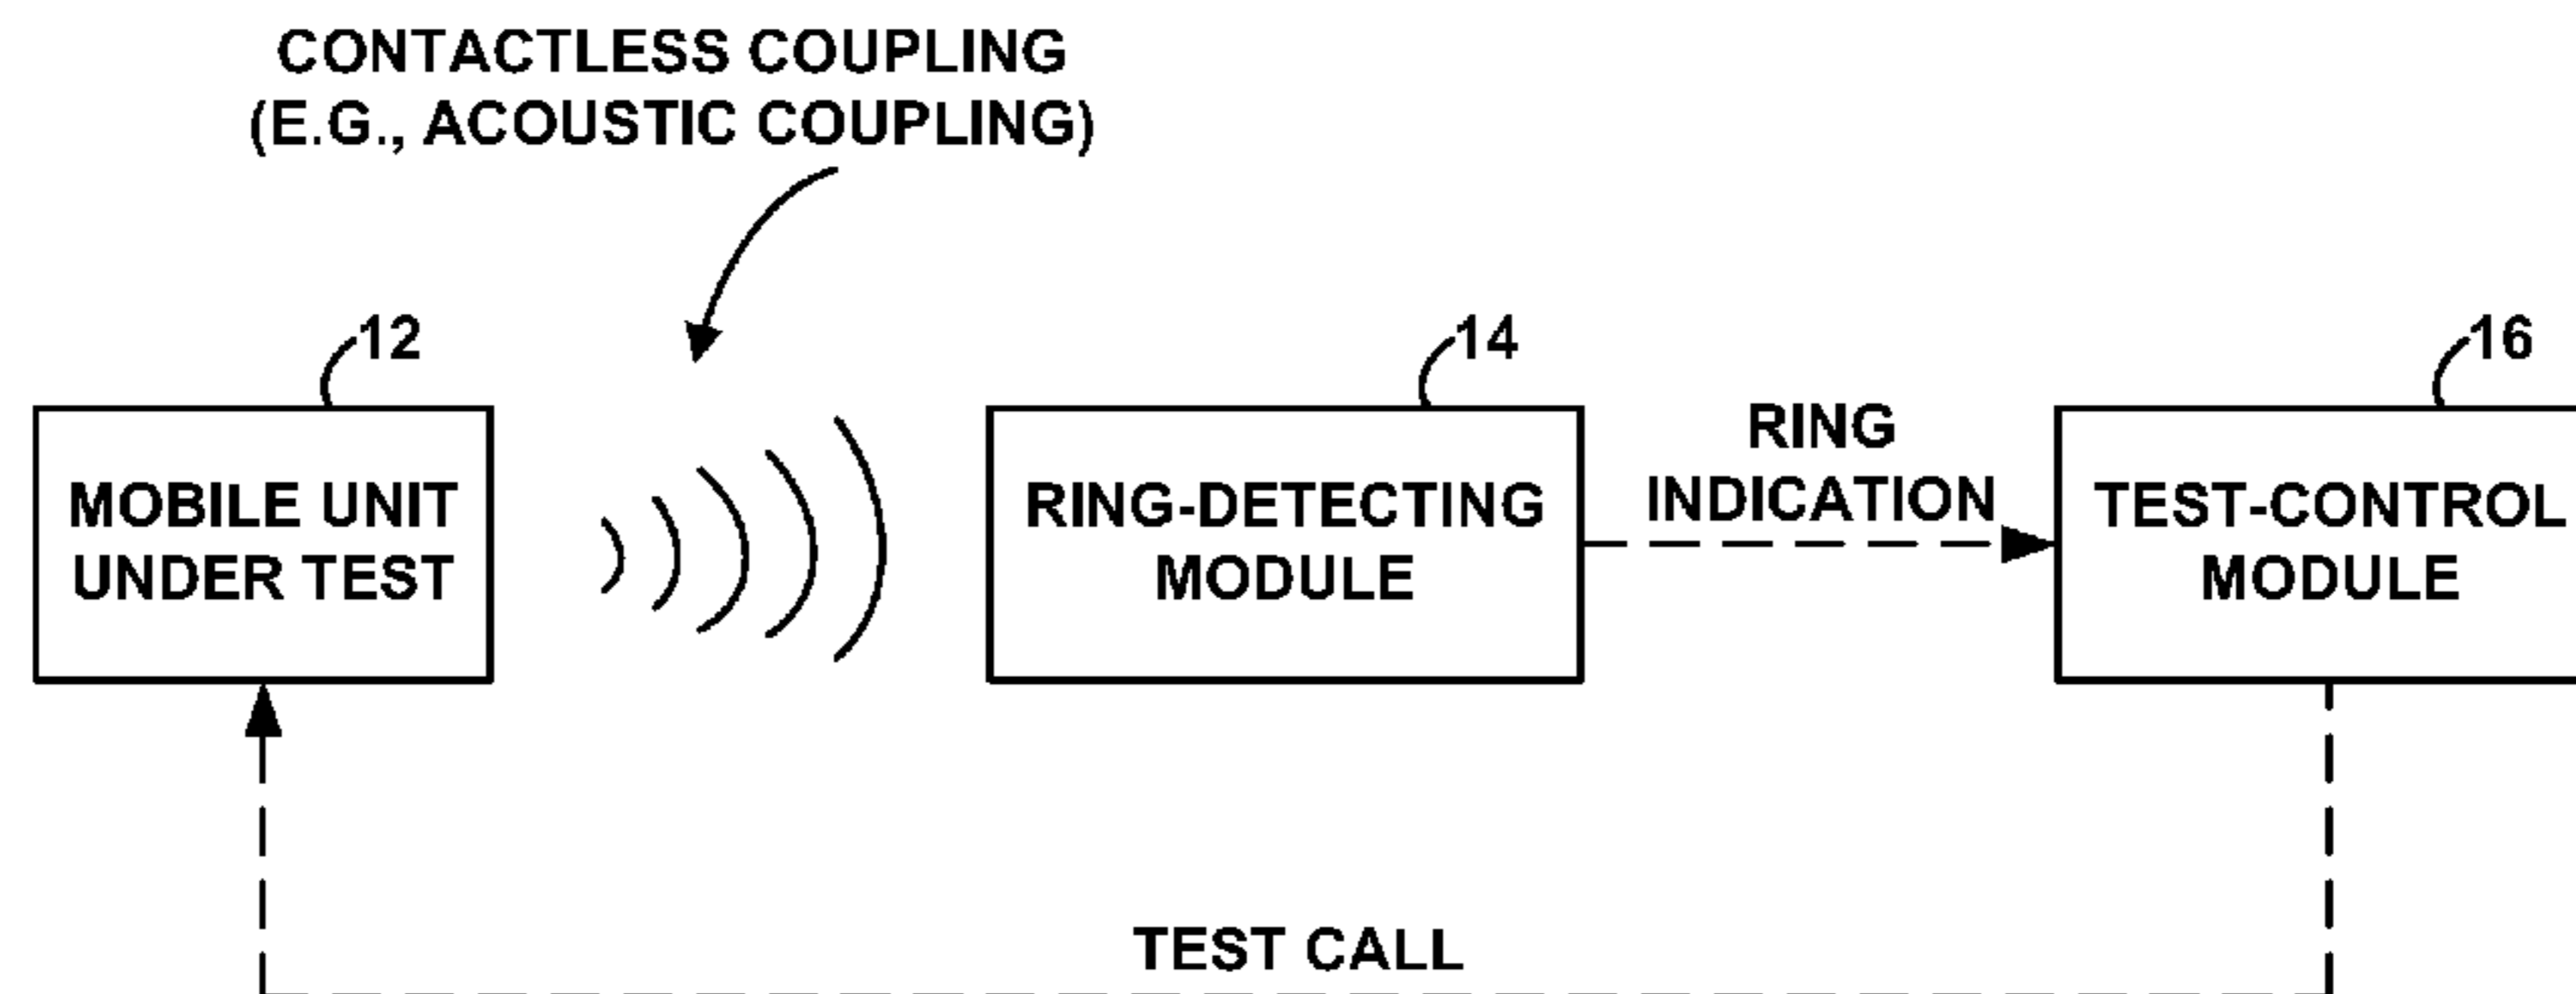 CONTACTLESS COUPLING
(E.G., ACOUSTIC COUPLING)
12
14
16
MOBILE UNIT
UNDER TEST
RING-DETECTING
MODULE
RING
INDICATION
TEST-CONTROL
MODULE
TEST CALL